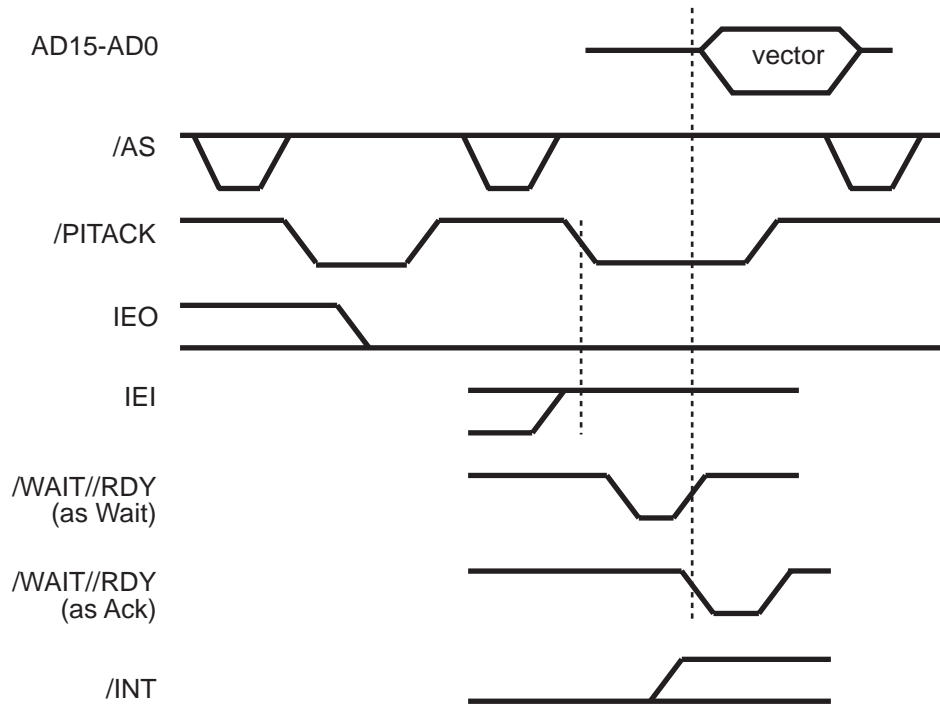 AD15-AD0
vector
/AS
/PITACK
IEO
IEI
/WAIT//RDY
(as Wait)
/WAIT//RDY
(as Ack)
/INT